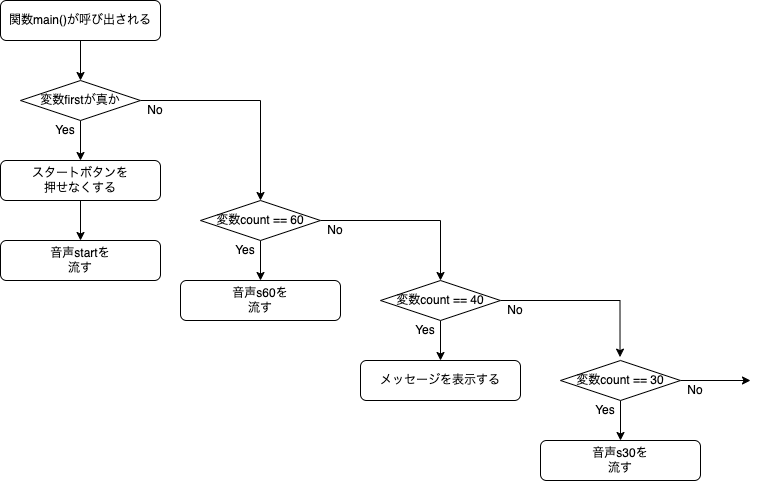 関数main()が呼び出される
変数firstが真か
No
Yes
スタートボタンを
押せなくする
音声startを
流す
変数count == 60
No
Yes
音声s60を
流す
変数count == 40
No
Yes
メッセージを表示する
変数count == 30
No
Yes
音声s30を
流す